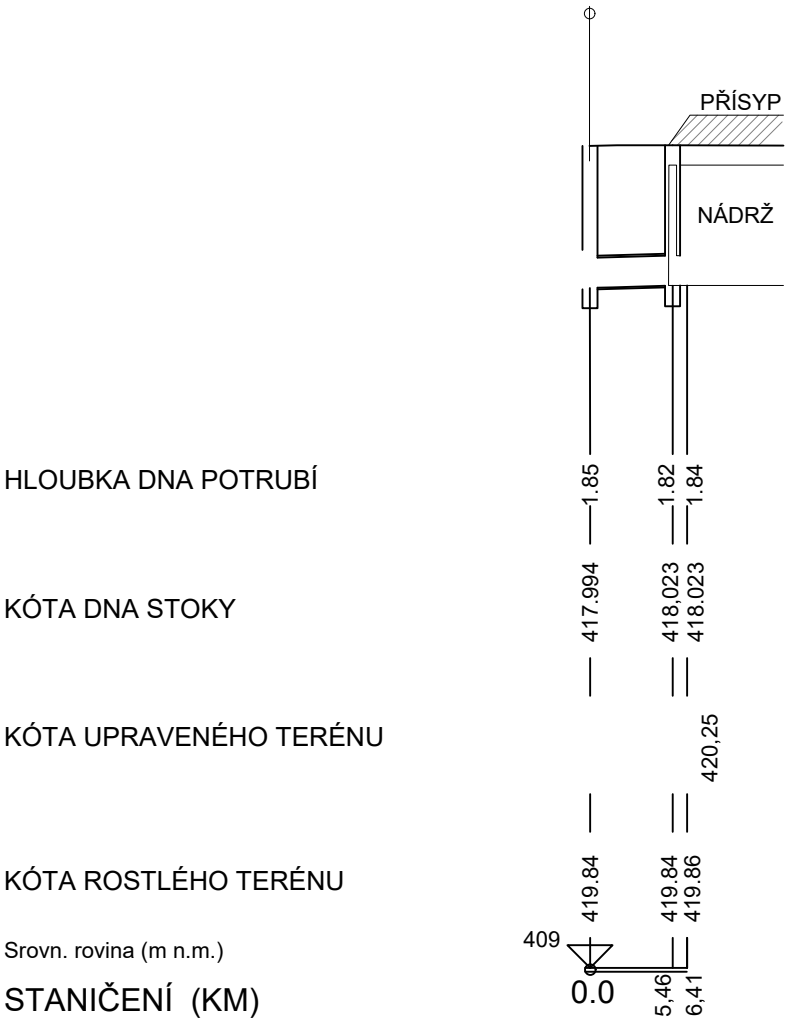 PŘÍSYP
NÁDRŽ
HLOUBKA DNA POTRUBÍ
1.85
1.82
1.84
KÓTA DNA STOKY
417.994
418,023
418.023
KÓTA UPRAVENÉHO TERÉNU
420,25
KÓTA ROSTLÉHO TERÉNU
419.84
419.84
419.86
Srovn. rovina (m n.m.)
409
STANIČENÍ (KM)
0.0
5,46
6,41